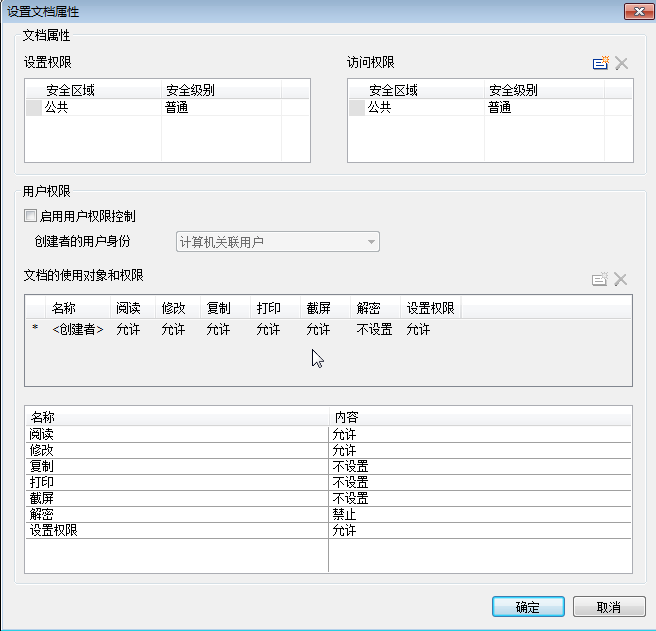 设置文档属性
文档属性
设置权限 访问权限
安全区域 安全级别 安全区域 安全级别
公共 普通 公共 普通
用户权限
启用用户权限控制
创建者的用户身份 计算机关联用户
文档的使用对象和权限
名称 阅读 修改 复制 打印 截屏 解密 设置权限
* <创建者> 允许 允许 允许 允许 允许 不设置 允许
名称 内容
阅读 允许
修改 允许
复制 不设置
打印 不设置
截屏 不设置
解密 禁止
设置权限 允许
确定 取消